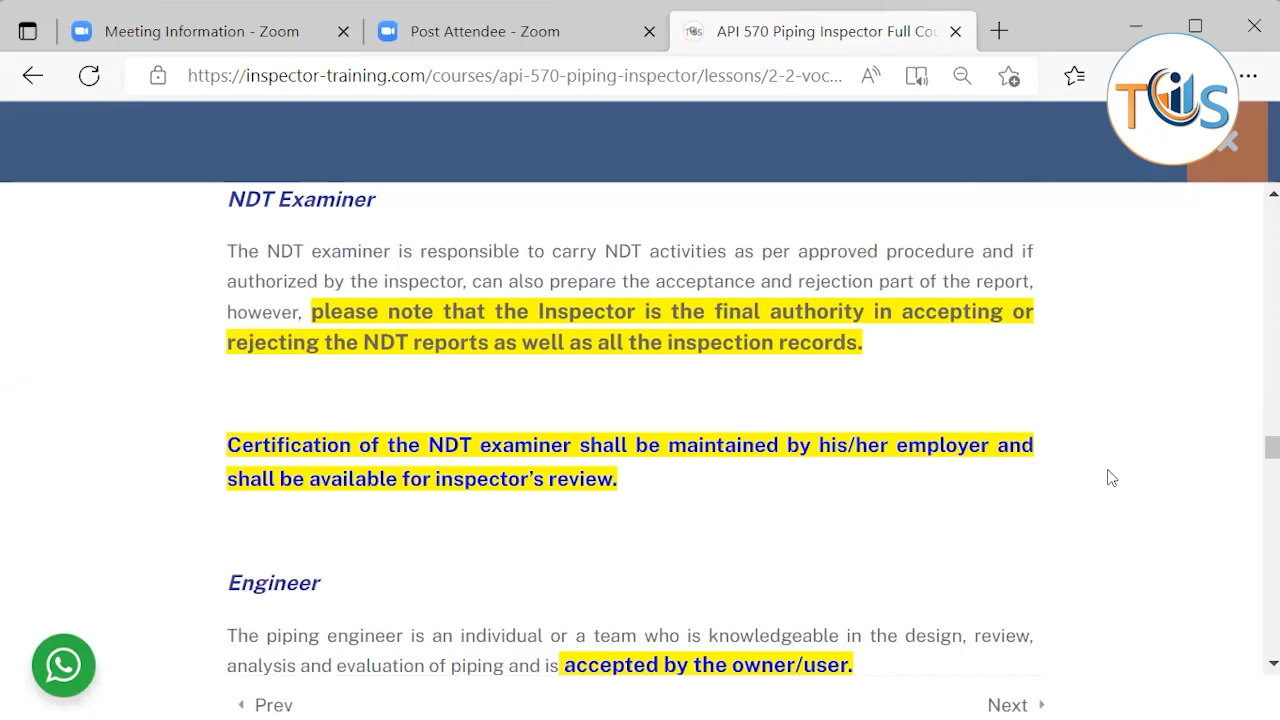 Meeting Information - Zoom
Post Attendee - Zoom
TIS
API 570 Piping Inspector Full Cou
https://inspector-training.com/courses/api-570-piping-inspector/lessons/2-2-voc...
TIS
NDT Examiner
The NDT examiner is responsible to carry NDT activities as per approved procedure and if
authorized by the inspector, can also prepare the acceptance and rejection part of the report,
however, please note that the Inspector is the final authority in accepting or
rejecting the NDT reports as well as all the inspection records.
Certification of the NDT examiner shall be maintained by his/her employer and
shall be available for inspector's review.
Engineer
The piping engineer is an individual or a team who is knowledgeable in the design, review,
analysis and evaluation of piping and is accepted by the owner/user.
Prev
Next